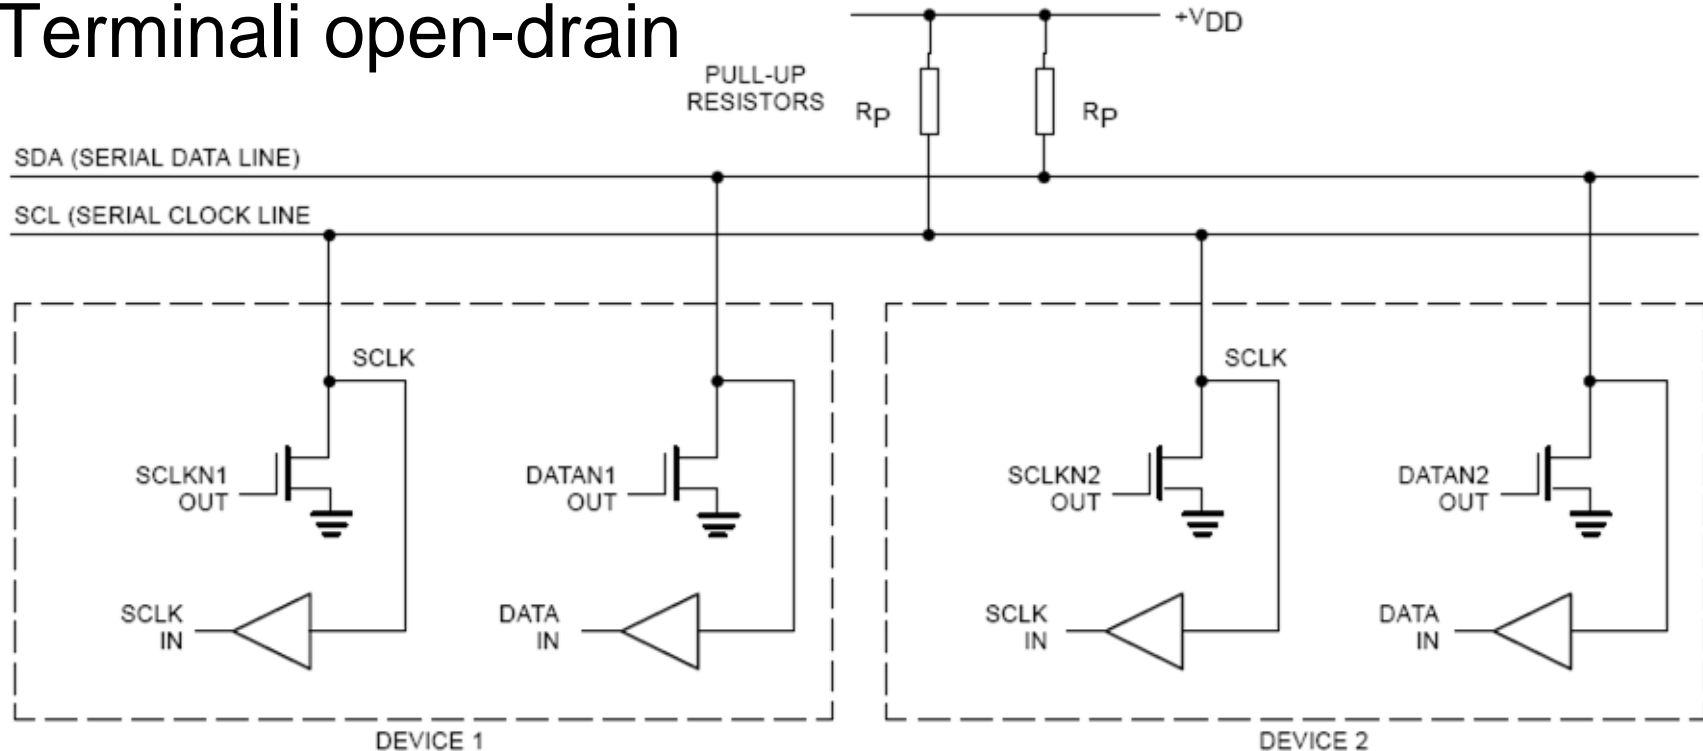 Terminali open-drain
+VDD
PULL-UP
RESISTORS
RP
RP
SDA (SERIAL DATA LINE)
SCL (SERIAL CLOCK LINE
SCLK
SCLK
SCLKN1
OUT
DATAN1
OUT
SCLKN2
OUT
DATAN2
OUT
SCLK
IN
DATA
IN
SCLK
IN
DATA
IN
DEVICE 1
DEVICE 2